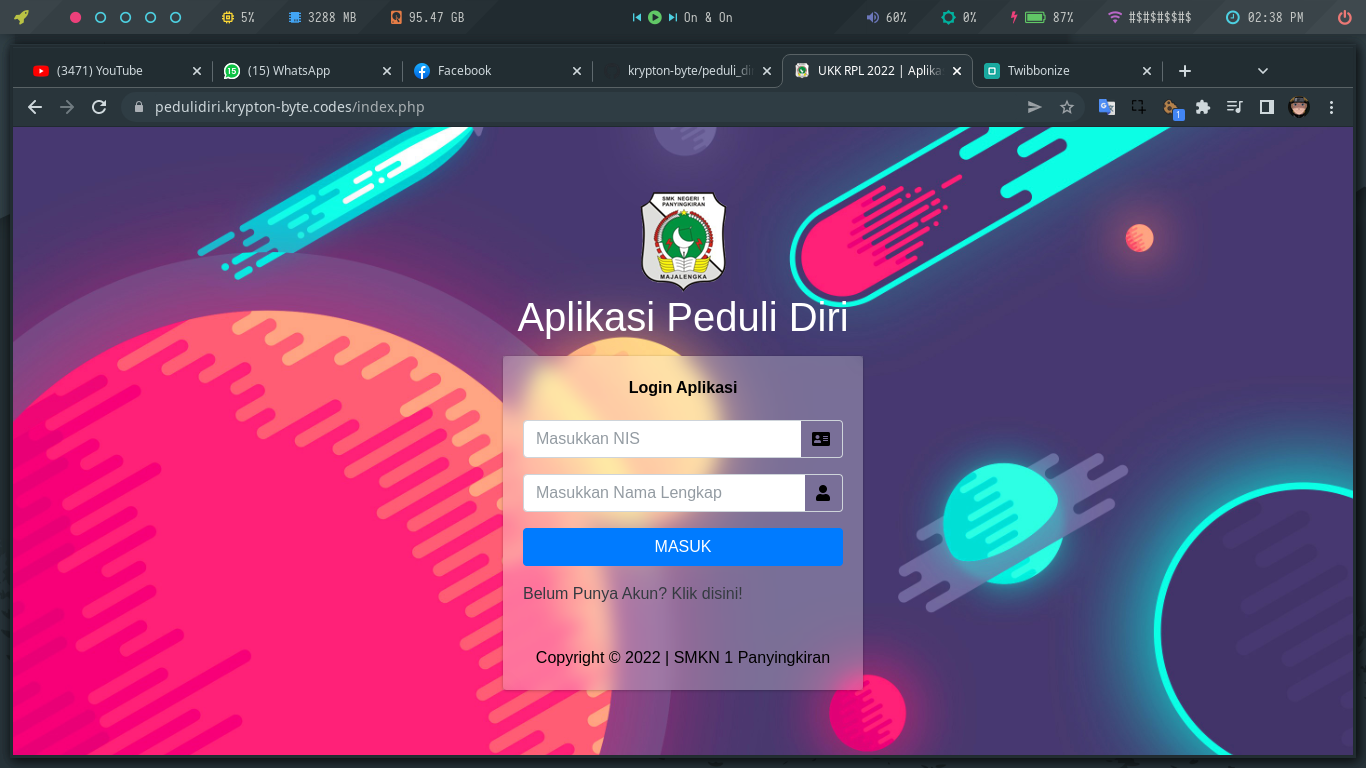 5% 3288 MB 95.47 GB On & On 60% 0% 87% #$#$#$#$ 02:38 PM
(3471) YouTube (15) WhatsApp Facebook krypton-byte/peduli_di UKK RPL 2022 | Aplika Twibbonize
pedulidiri.krypton-byte.codes/index.php
1
SMK NEGERI 1
PANYINGKIRAN
MAJALENGKA
Aplikasi Peduli Diri
Login Aplikasi
Masukkan NIS
Masukkan Nama Lengkap
MASUK
Belum Punya Akun? Klik disini!
Copyright © 2022 | SMKN 1 Panyingkiran